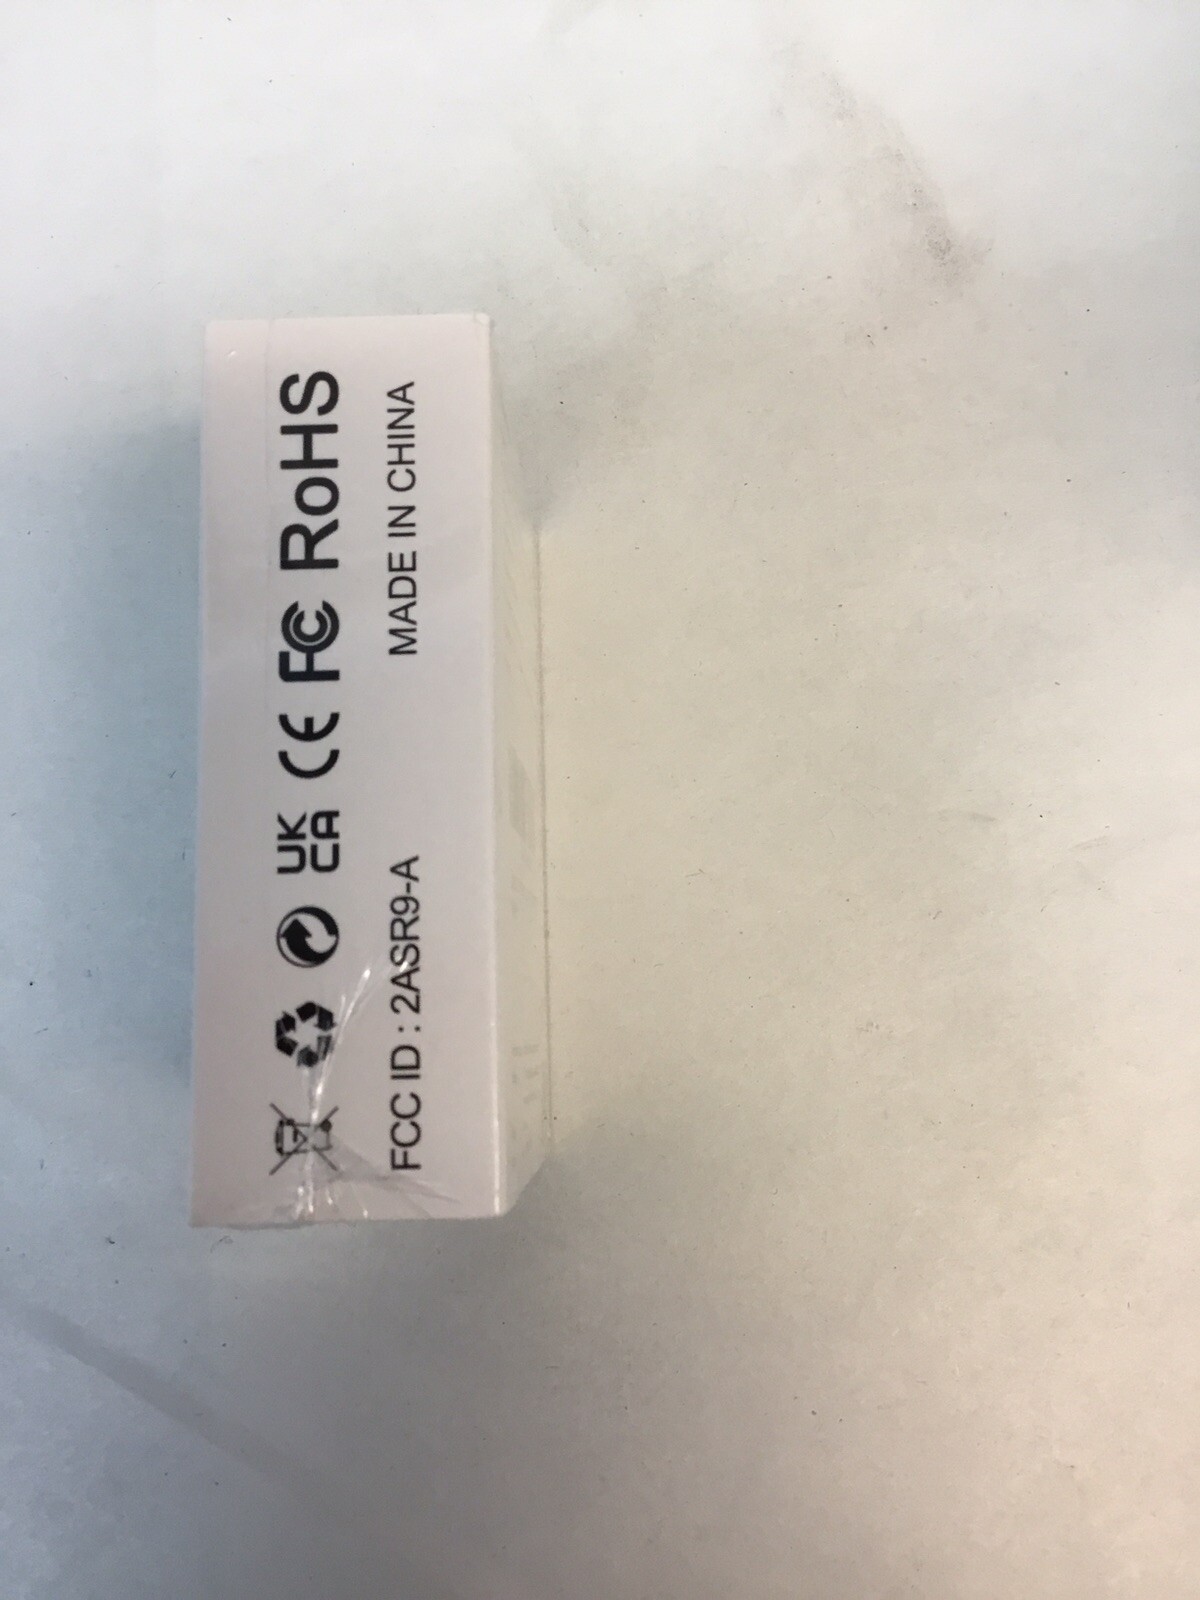 UK CA CE FC RoHS
FCC ID : 2ASR9-A MADE IN CHINA